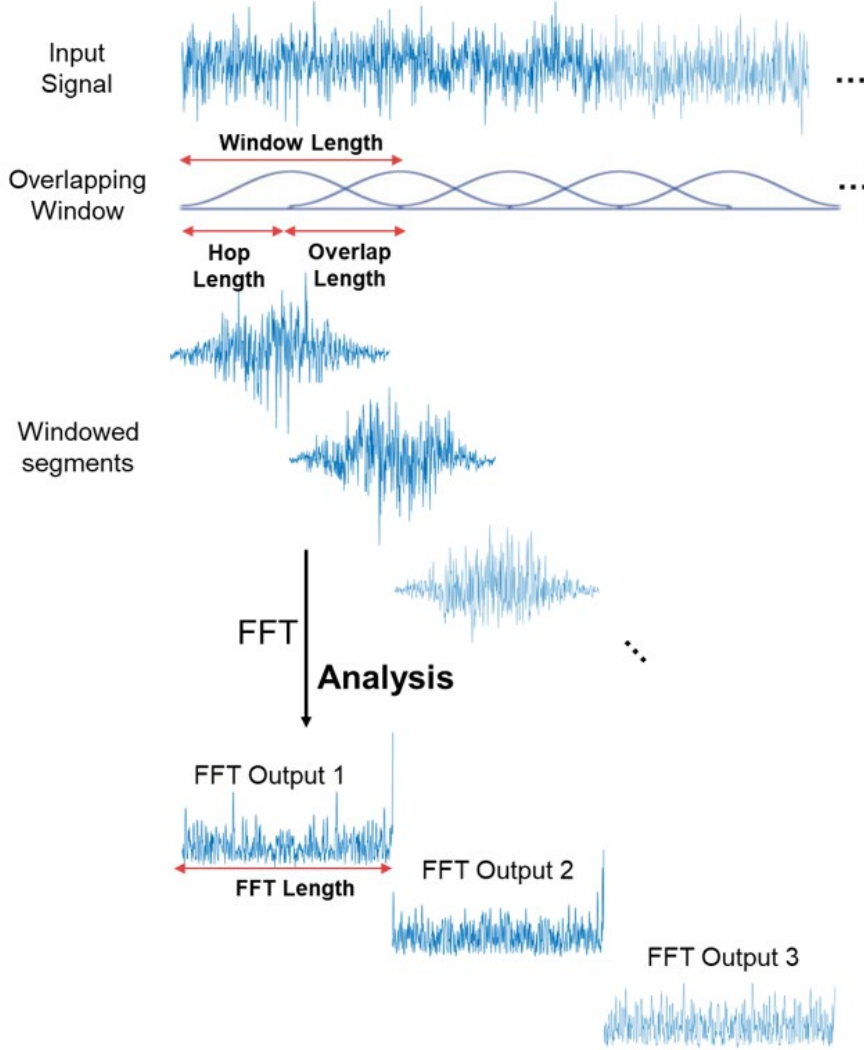 Input
Signal
...
Window Length
Overlapping
Window
...
Hop
Length
Overlap
Length
Windowed
segments
FFT
Analysis
...
FFT Output 1
FFT Length
FFT Output 2
FFT Output 3